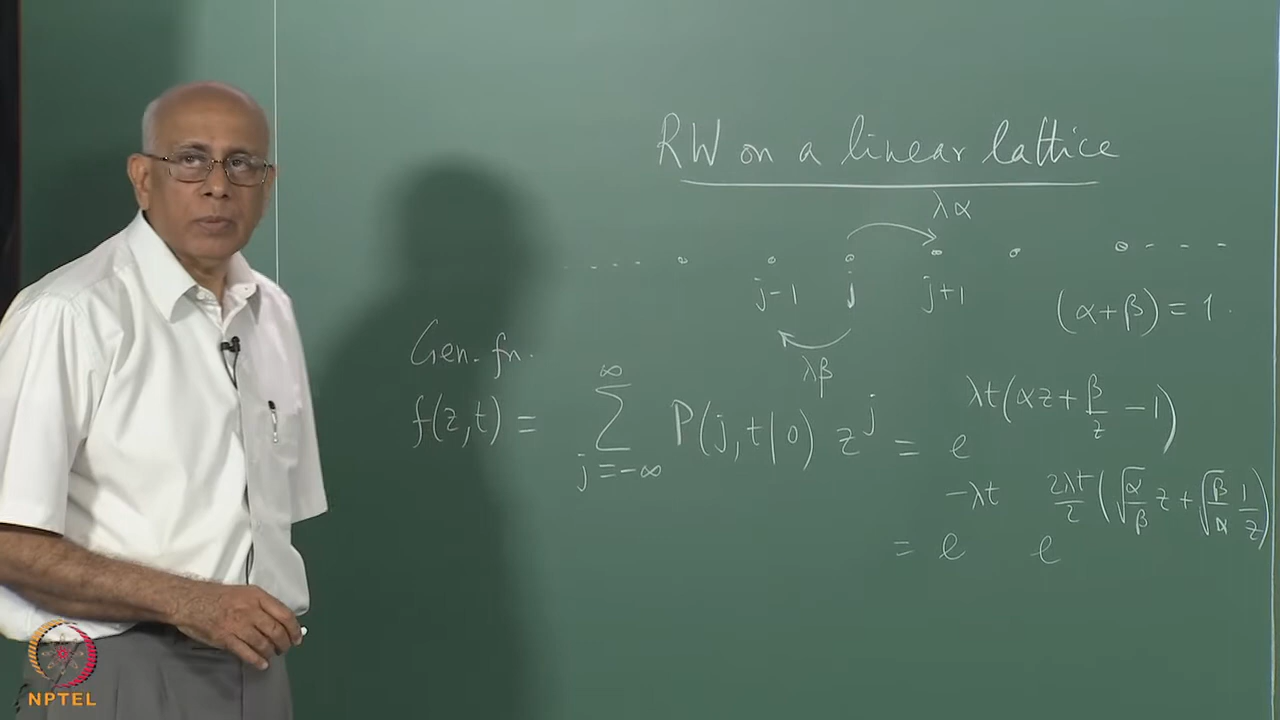 RW on a linear lattice
λα
j-1 j j+1
(α+β) = 1.
λβ
Gen. fn.
f(z,t) = ∑_{j=-∞}^{∞} P(j,t|0) z^j = e^{λt(αz + β/z - 1)}
= e^{-λt} e^{2λt/2 (√(α/β) z + √(β/α) 1/z)}
NPTEL